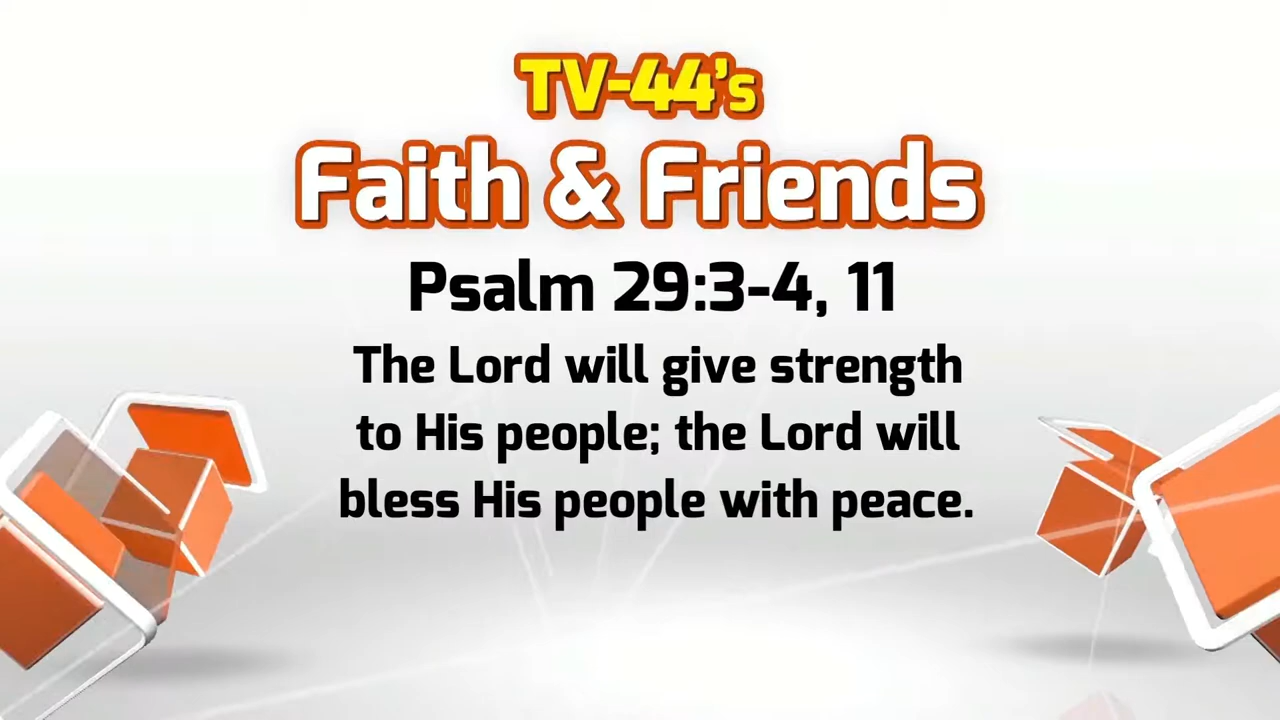 TV-44's
Faith & Friends
Psalm 29:3-4, 11
The Lord will give strength
to His people; the Lord will
bless His people with peace.